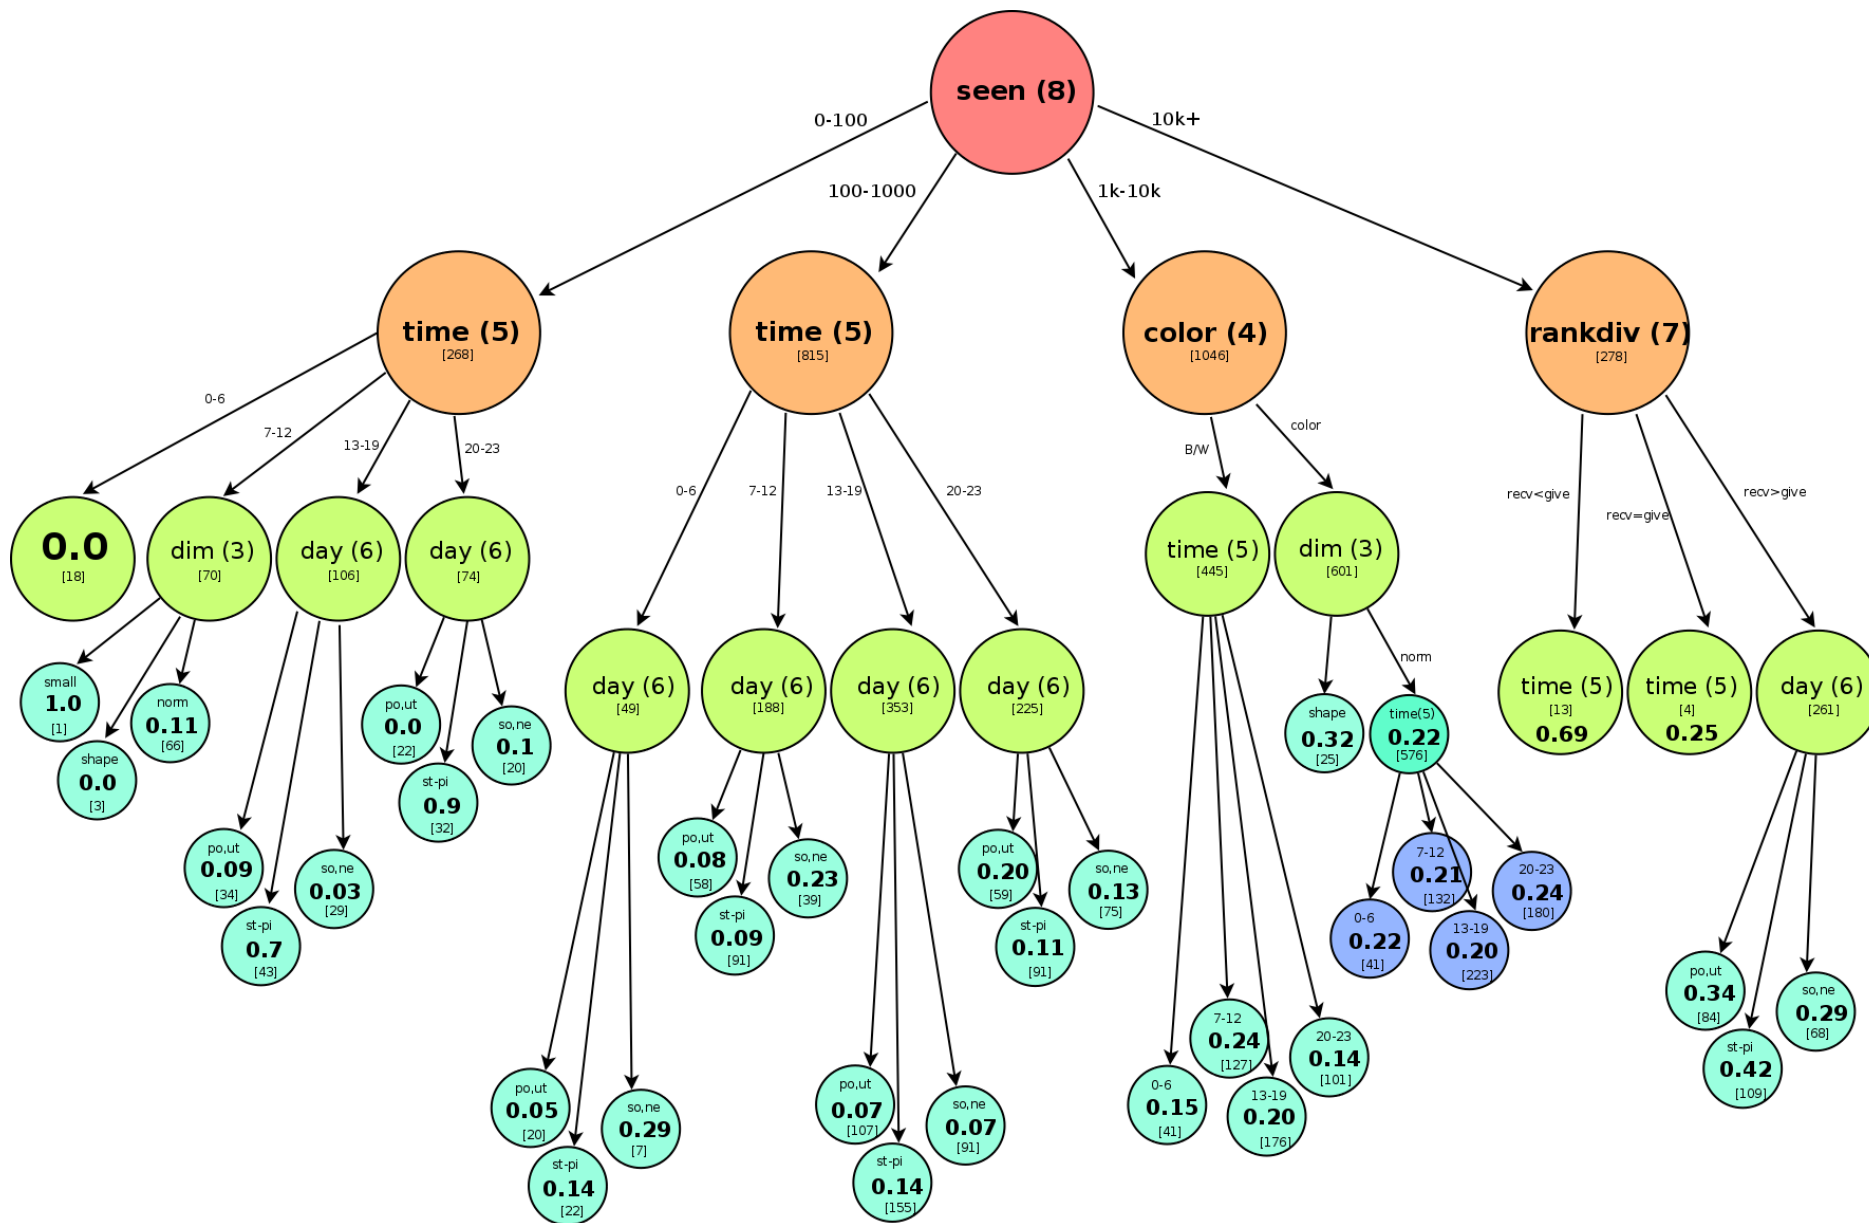 seen (8)
0-100
10k+
100-1000
1k-10k
time (5)
[268]
time (5)
[815]
color (4)
[1046]
rankdiv (7)
[278]
0-6
7-12
13-19
20-23
0-6
7-12
13-19
20-23
B/W
color
recv<give
recv=give
recv>give
0.0
[18]
dim (3)
[70]
day (6)
[106]
day (6)
[74]
time (5)
[445]
dim (3)
[601]
small
1.0
[1]
shape
0.0
[3]
norm
0.11
[66]
po,ut
0.0
[22]
st-pi
0.9
[32]
so,ne
0.1
[20]
day (6)
[49]
day (6)
[188]
day (6)
[353]
day (6)
[225]
norm
shape
0.32
[25]
time(5)
0.22
[576]
time (5)
[13]
0.69
time (5)
[4]
0.25
day (6)
[261]
po,ut
0.09
[34]
st-pi
0.7
[43]
so,ne
0.03
[29]
po,ut
0.08
[58]
st-pi
0.09
[91]
so,ne
0.23
[39]
po,ut
0.20
[59]
st-pi
0.11
[91]
so,ne
0.13
[75]
0-6
0.22
[41]
7-12
0.21
[132]
13-19
0.20
[223]
20-23
0.24
[180]
po,ut
0.05
[20]
st-pi
0.14
[22]
so,ne
0.29
[7]
po,ut
0.07
[107]
st-pi
0.14
[155]
so,ne
0.07
[91]
0-6
0.15
[41]
7-12
0.24
[127]
13-19
0.20
[176]
20-23
0.14
[101]
po,ut
0.34
[84]
st-pi
0.42
[109]
so,ne
0.29
[68]